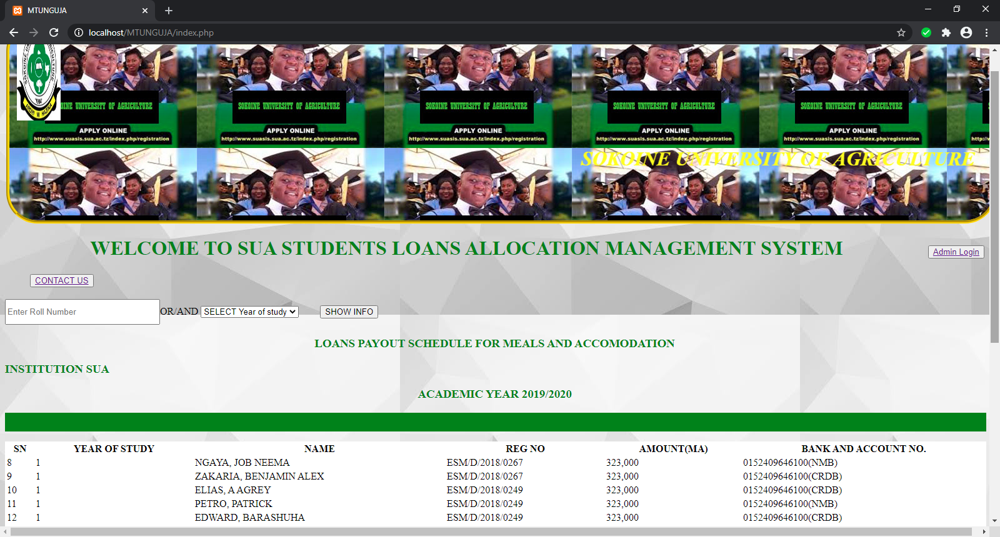 MTUNGUJA
localhost/MTUNGUJA/index.php
SOKOINE UNIVERSITY OF AGRICULTURE SOKOINE UNIVERSITY OF AGRICULTURE SOKOINE UNIVERSITY OF AGRICULTURE SOKOINE UNIVERSITY OF AGRICULTURE
APPLY ONLINE APPLY ONLINE APPLY ONLINE APPLY ONLINE APPLY ONLINE
http://www.suasis.sua.ac.tz/index.php/registration http://www.suasis.sua.ac.tz/index.php/registration http://www.suasis.sua.ac.tz/index.php/registration http://www.suasis.sua.ac.tz/index.php/registration http://www.suasis.sua.ac.tz/index.php/registration http://w
SOKOINE UNIVERSITY OF AGRICULTURE
WELCOME TO SUA STUDENTS LOANS ALLOCATION MANAGEMENT SYSTEM
Admin Login
CONTACT US
Enter Roll Number OR/AND SELECT Year of study SHOW INFO
LOANS PAYOUT SCHEDULE FOR MEALS AND ACCOMODATION
INSTITUTION SUA
ACADEMIC YEAR 2019/2020
SN YEAR OF STUDY NAME REG NO AMOUNT(MA) BANK AND ACCOUNT NO.
8 1 NGAYA, JOB NEEMA ESM/D/2018/0267 323,000 0152409646100(NMB)
9 1 ZAKARIA, BENJAMIN ALEX ESM/D/2018/0267 323,000 0152409646100(CRDB)
10 1 ELIAS, A AGREY ESM/D/2018/0249 323,000 0152409646100(CRDB)
11 1 PETRO, PATRICK ESM/D/2018/0249 323,000 0152409646100(NMB)
12 1 EDWARD, BARASHUHA ESM/D/2018/0249 323,000 0152409646100(CRDB)